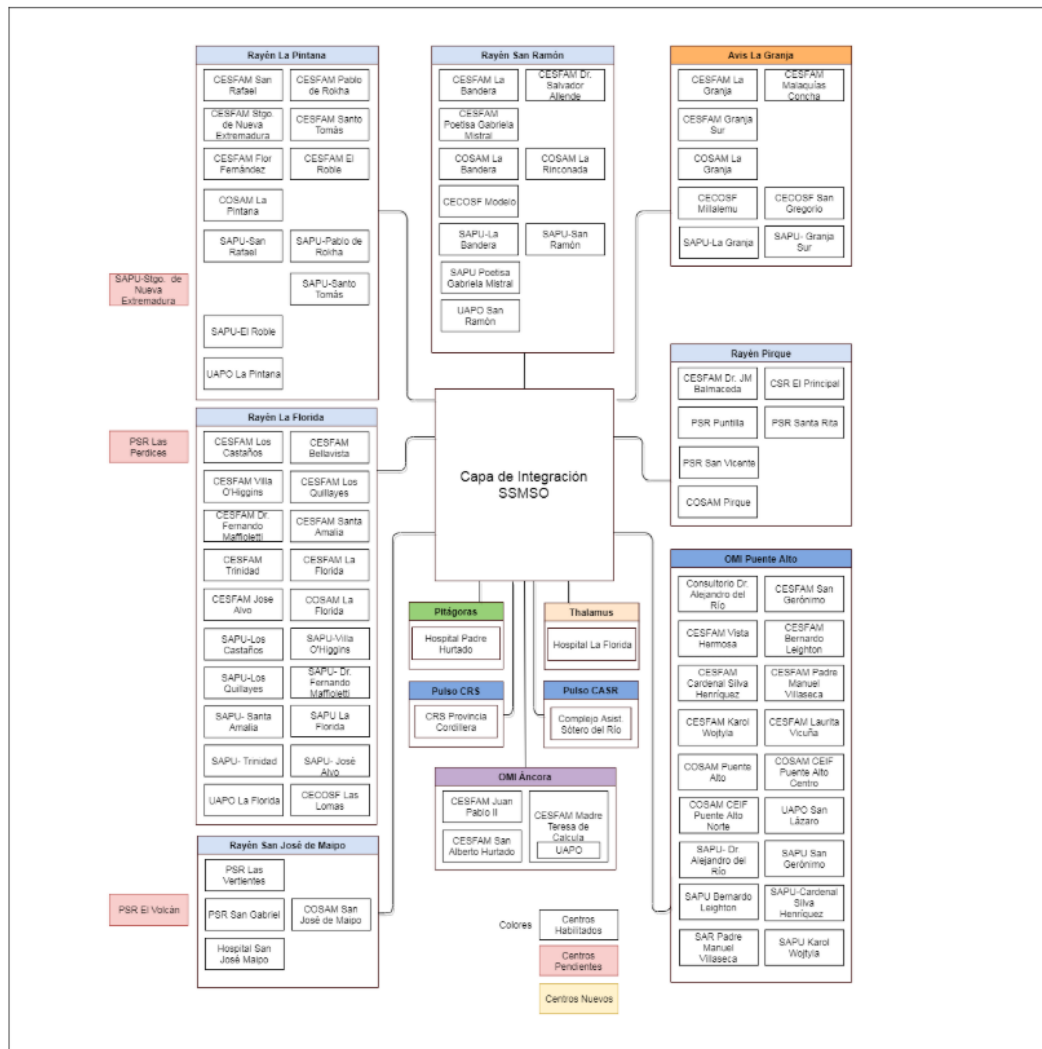 Rayén La Pintana
CESFAM San
Rafael
CESFAM Pablo
de Rokha
CESFAM Stgo.
de Nueva
Extremadura
CESFAM Santo
Tomás
CESFAM Flor
Fernández
CESFAM El
Roble
COSAM La
Pintana
SAPU-San
Rafael
SAPU-Pablo de
Rokha
SAPU-Stgo. de
Nueva
Extremadura
SAPU-Santo
Tomás
SAPU-El Roble
UAPO La Pintana
Rayén San Ramón
CESFAM La
Bandera
CESFAM Dr.
Salvador
Allende
CESFAM
Poetisa Gabriela
Mistral
COSAM La
Bandera
COSAM La
Rinconada
CECOSF Modelo
SAPU-La
Bandera
SAPU-San
Ramón
SAPU Poetisa
Gabriela Mistral
UAPO San
Ramón
Avis La Granja
CESFAM La
Granja
CESFAM
Malaquías
Concha
CESFAM Granja
Sur
COSAM La
Granja
CECOSF
Millalemu
CECOSF San
Gregorio
SAPU-La Granja
SAPU- Granja
Sur
Rayén Pirque
CESFAM Dr. JM
Balmaceda
CSR El Principal
PSR Puntilla
PSR Santa Rita
PSR San Vicente
COSAM Pirque
Rayén La Florida
PSR Las
Perdices
CESFAM Los
Castaños
CESFAM
Bellavista
CESFAM Villa
O'Higgins
CESFAM Los
Quillayes
CESFAM Dr.
Fernando
Maffioletti
CESFAM Santa
Amalia
CESFAM
Trinidad
CESFAM La
Florida
CESFAM Jose
Alvo
COSAM La
Florida
SAPU-Los
Castaños
SAPU-Villa
O'Higgins
SAPU-Los
Quillayes
SAPU- Dr.
Fernando
Maffioletti
SAPU- Santa
Amalia
SAPU La
Florida
SAPU- Trinidad
SAPU- José
Alvo
UAPO La Florida
CECOSF Las
Lomas
Capa de Integración
SSMSO
OMI Puente Alto
Consultorio Dr.
Alejandro del
Río
CESFAM San
Gerónimo
CESFAM Vista
Hermosa
CESFAM
Bernardo
Leighton
CESFAM
Cardenal Silva
Henríquez
CESFAM Padre
Manuel
Villaseca
CESFAM Karol
Wojtyla
CESFAM Laurita
Vicuña
COSAM Puente
Alto
COSAM CEIF
Puente Alto
Centro
COSAM CEIF
Puente Alto
Norte
UAPO San
Lázaro
SAPU- Dr.
Alejandro del
Río
SAPU San
Gerónimo
SAPU Bernardo
Leighton
SAPU-Cardenal
Silva
Henríquez
SAR Padre
Manuel
Villaseca
SAPU Karol
Wojtyla
Pitágoras
Hospital Padre
Hurtado
Thalamus
Hospital La Florida
Pulso CRS
CRS Provincia
Cordillera
Pulso CASR
Complejo Asist.
Sótero del Río
OMI Áncora
CESFAM Juan
Pablo II
CESFAM Madre
Teresa de
Calcula
UAPO
CESFAM San
Alberto Hurtado
Rayén San José de Maipo
PSR Las
Vertientes
PSR El Volcán
PSR San Gabriel
COSAM San
José de Maipo
Hospital San
José Maipo
Colores
Centros
Habilitados
Centros
Pendientes
Centros Nuevos